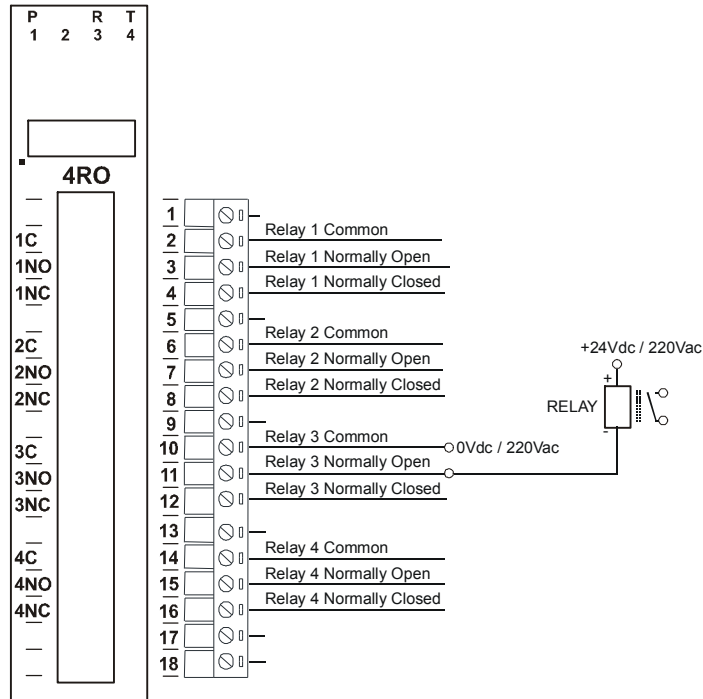 P R T
1 2 3 4
4RO
1C
1NO
1NC
2C
2NO
2NC
3C
3NO
3NC
4C
4NO
4NC
1
2 Relay 1 Common
3 Relay 1 Normally Open
4 Relay 1 Normally Closed
5
6 Relay 2 Common
7 Relay 2 Normally Open
8 Relay 2 Normally Closed
9
10 Relay 3 Common 0Vdc / 220Vac
11 Relay 3 Normally Open
12 Relay 3 Normally Closed
13
14 Relay 4 Common
15 Relay 4 Normally Open
16 Relay 4 Normally Closed
17
18
+24Vdc / 220Vac
+
RELAY
-